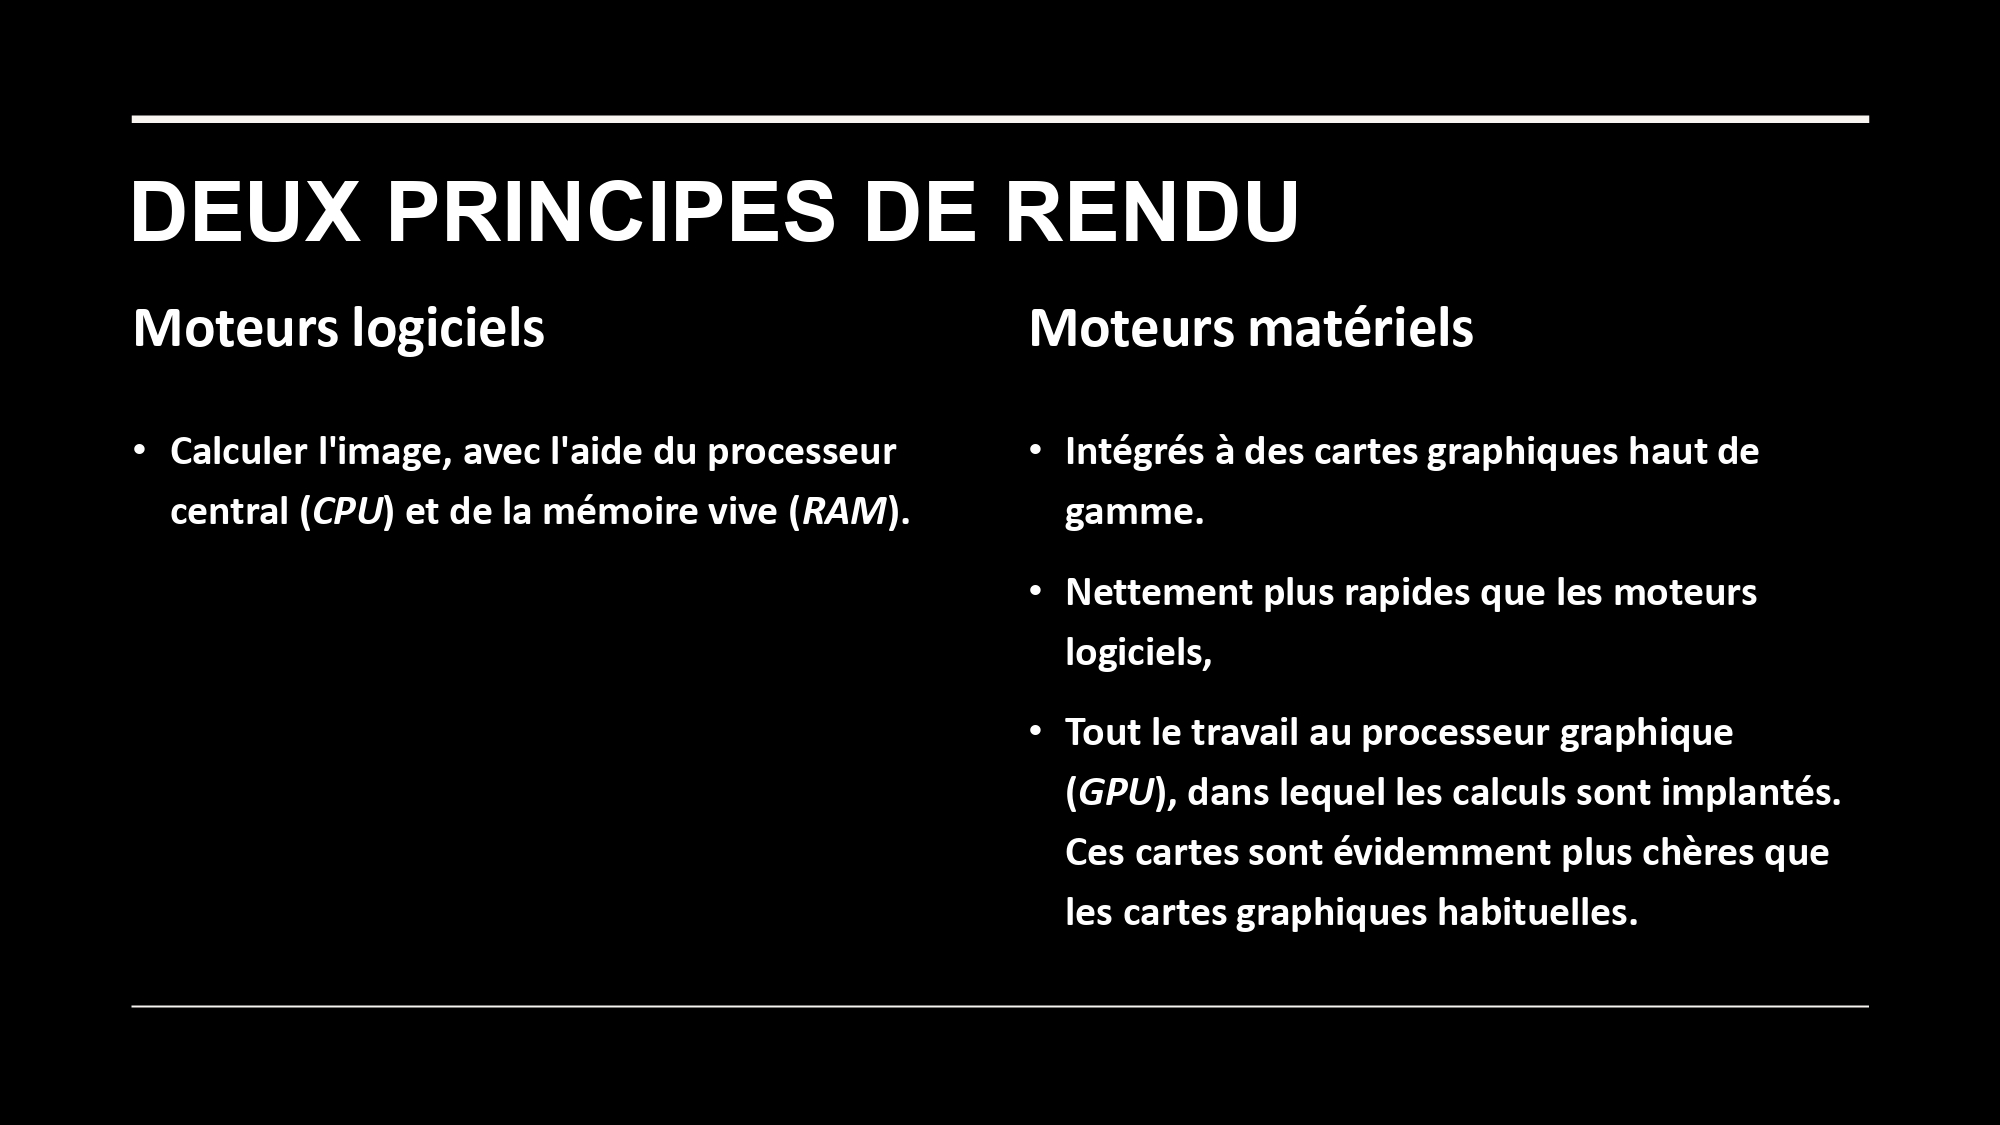 DEUX PRINCIPES DE RENDU
Moteurs logiciels
• Calculer l'image, avec l'aide du processeur
central (CPU) et de la mémoire vive (RAM).
Moteurs matériels
• Intégrés à des cartes graphiques haut de
gamme.
• Nettement plus rapides que les moteurs
logiciels,
• Tout le travail au processeur graphique
(GPU), dans lequel les calculs sont implantés.
Ces cartes sont évidemment plus chères que
les cartes graphiques habituelles.